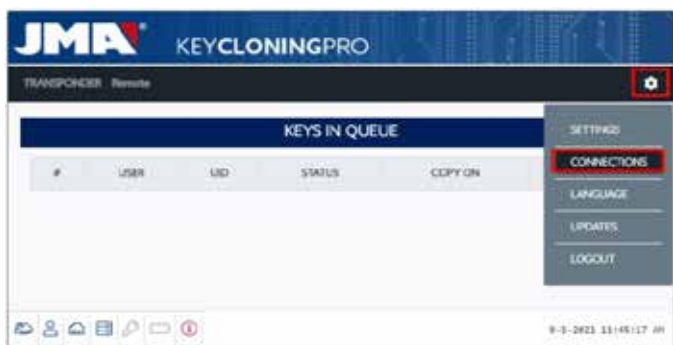 JMA KEYCLONINGPRO
TRANSPONDER Remote
KEYS IN QUEUE
# USER UID STATUS COPY ON
SETTINGS
CONNECTIONS
LANGUAGE
UPDATES
LOGOUT
9-3-2021 11:45:17 AM